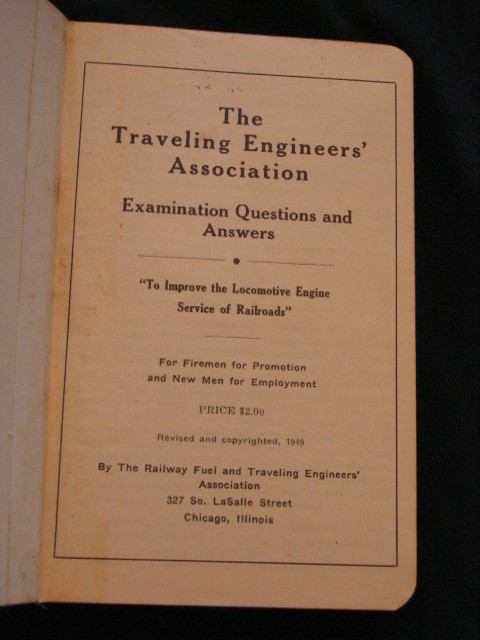 The
Traveling Engineers'
Association
Examination Questions and
Answers
"To Improve the Locomotive Engine
Service of Railroads"
For Firemen for Promotion
and New Men for Employment
PRICE $2.00
Revised and copyrighted, 1949
By The Railway Fuel and Traveling Engineers'
Association
327 So. LaSalle Street
Chicago, Illinois